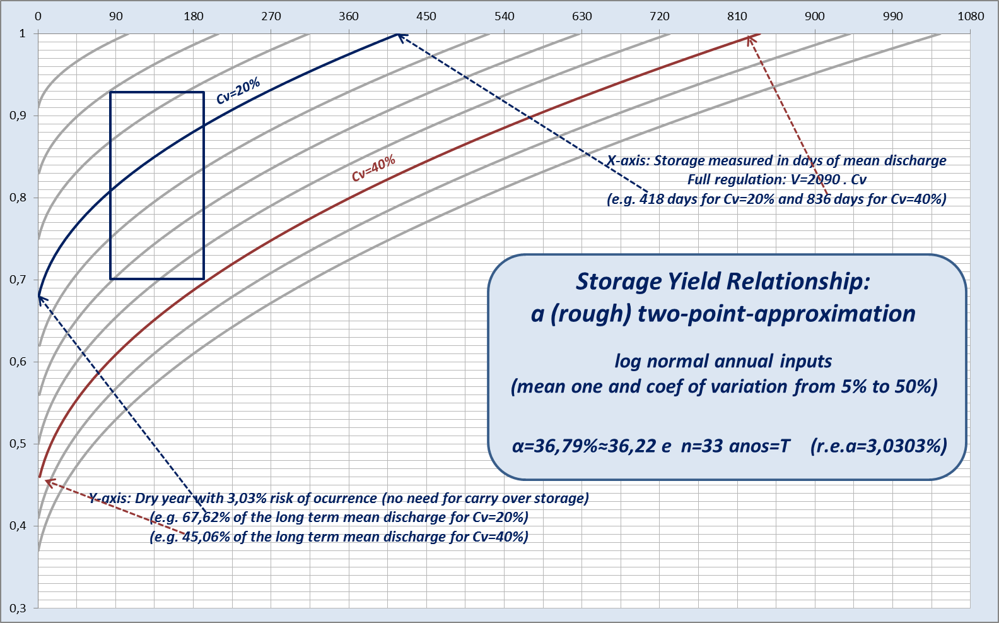 0 90 180 270 360 450 540 630 720 810 900 990 1080
1
0,9
0,8
0,7
0,6
0,5
0,4
0,3
Cv=20%
Cv=40%
X-axis: Storage measured in days of mean discharge
Full regulation: V=2090 . Cv
(e.g. 418 days for Cv=20% and 836 days for Cv=40%)
Storage Yield Relationship:
a (rough) two-point-approximation
log normal annual inputs
(mean one and coef of variation from 5% to 50%)
α=36,79%≈36,22 e n=33 anos=T (r.e.a=3,0303%)
Y-axis: Dry year with 3,03% risk of ocurrence (no need for carry over storage)
(e.g. 67,62% of the long term mean discharge for Cv=20%)
(e.g. 45,06% of the long term mean discharge for Cv=40%)